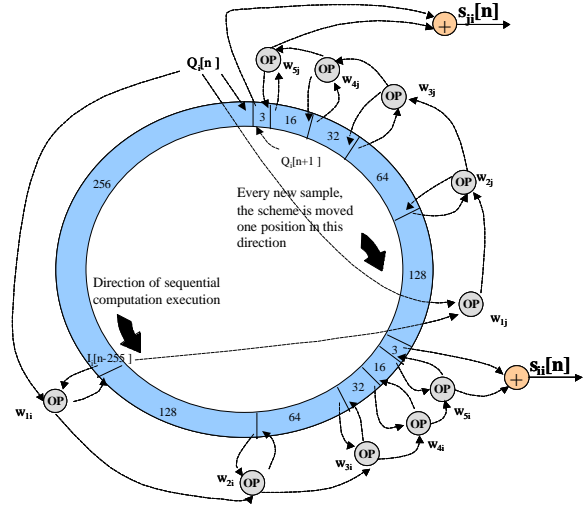 s_ji[n]
+
OP
w_5j
Q_i[n]
OP
w_4j
OP
w_3j
3
16
32
Q_i[n+1 ]
64
256
OP
w_2j
Every new sample,
the scheme is moved
one position in this
direction
128
Direction of sequential
computation execution
OP
w_1j
I_i[n-255 ]
3
s_ii[n]
+
16
32
OP
w_5i
OP
w_1i
128
64
OP
w_4i
OP
w_3i
OP
w_2i